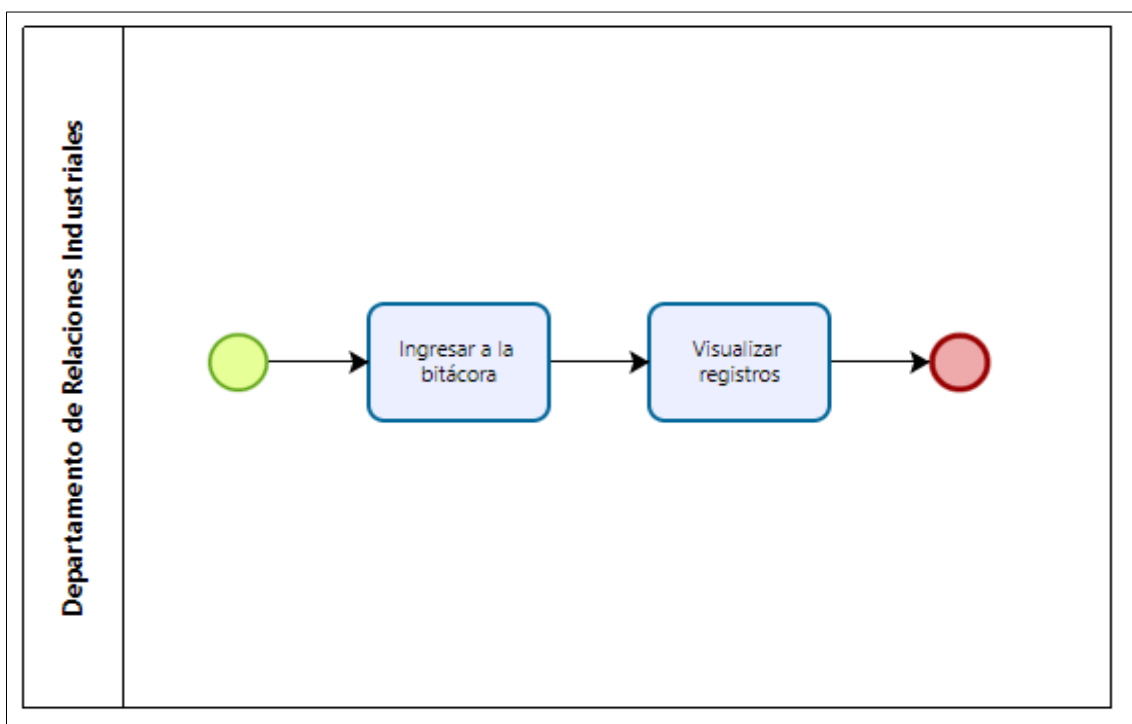 Departamento de Relaciones Industriales
Ingresar a la
bitácora
Visualizar
registros